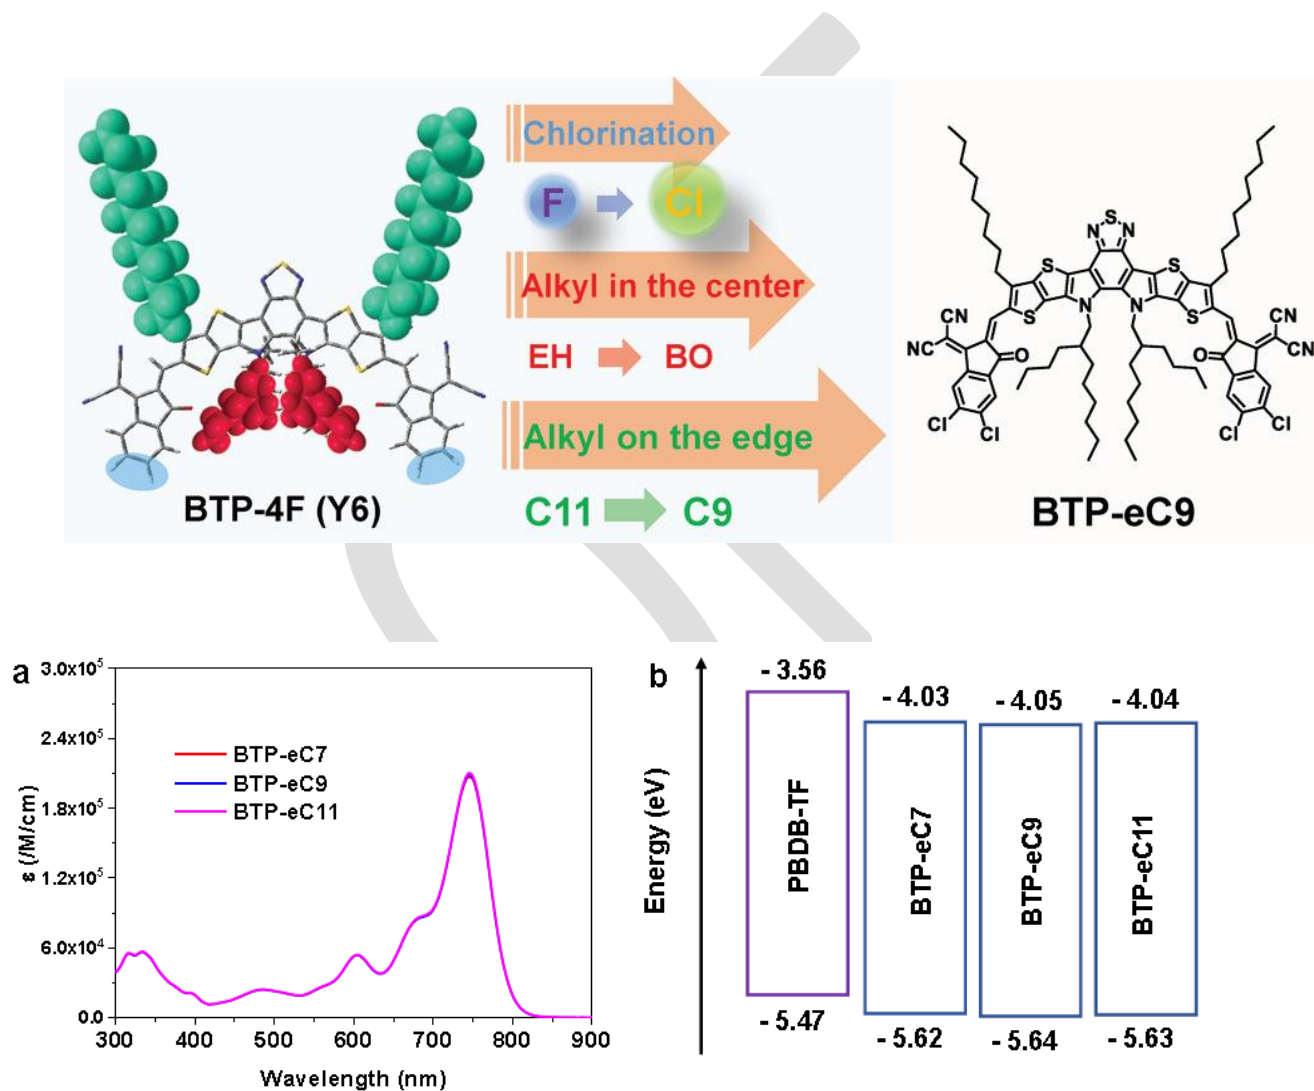 Chlorination
F
Cl
Alkyl in the center
EH
BO
Alkyl on the edge
C11
C9
BTP-4F (Y6)
S
N
N
S
S
S
S
N
N
CN
NC
O
O
CN
CN
Cl
Cl
Cl
Cl
BTP-eC9
a
ε (/M/cm)
3.0x10⁵
2.4x10⁵
1.8x10⁵
1.2x10⁵
6.0x10⁴
0.0
BTP-eC7
BTP-eC9
BTP-eC11
300
400
500
600
700
800
900
Wavelength (nm)
b
Energy (eV)
- 3.56
- 4.03
- 4.05
- 4.04
PBDB-TF
BTP-eC7
BTP-eC9
BTP-eC11
- 5.47
- 5.62
- 5.64
- 5.63